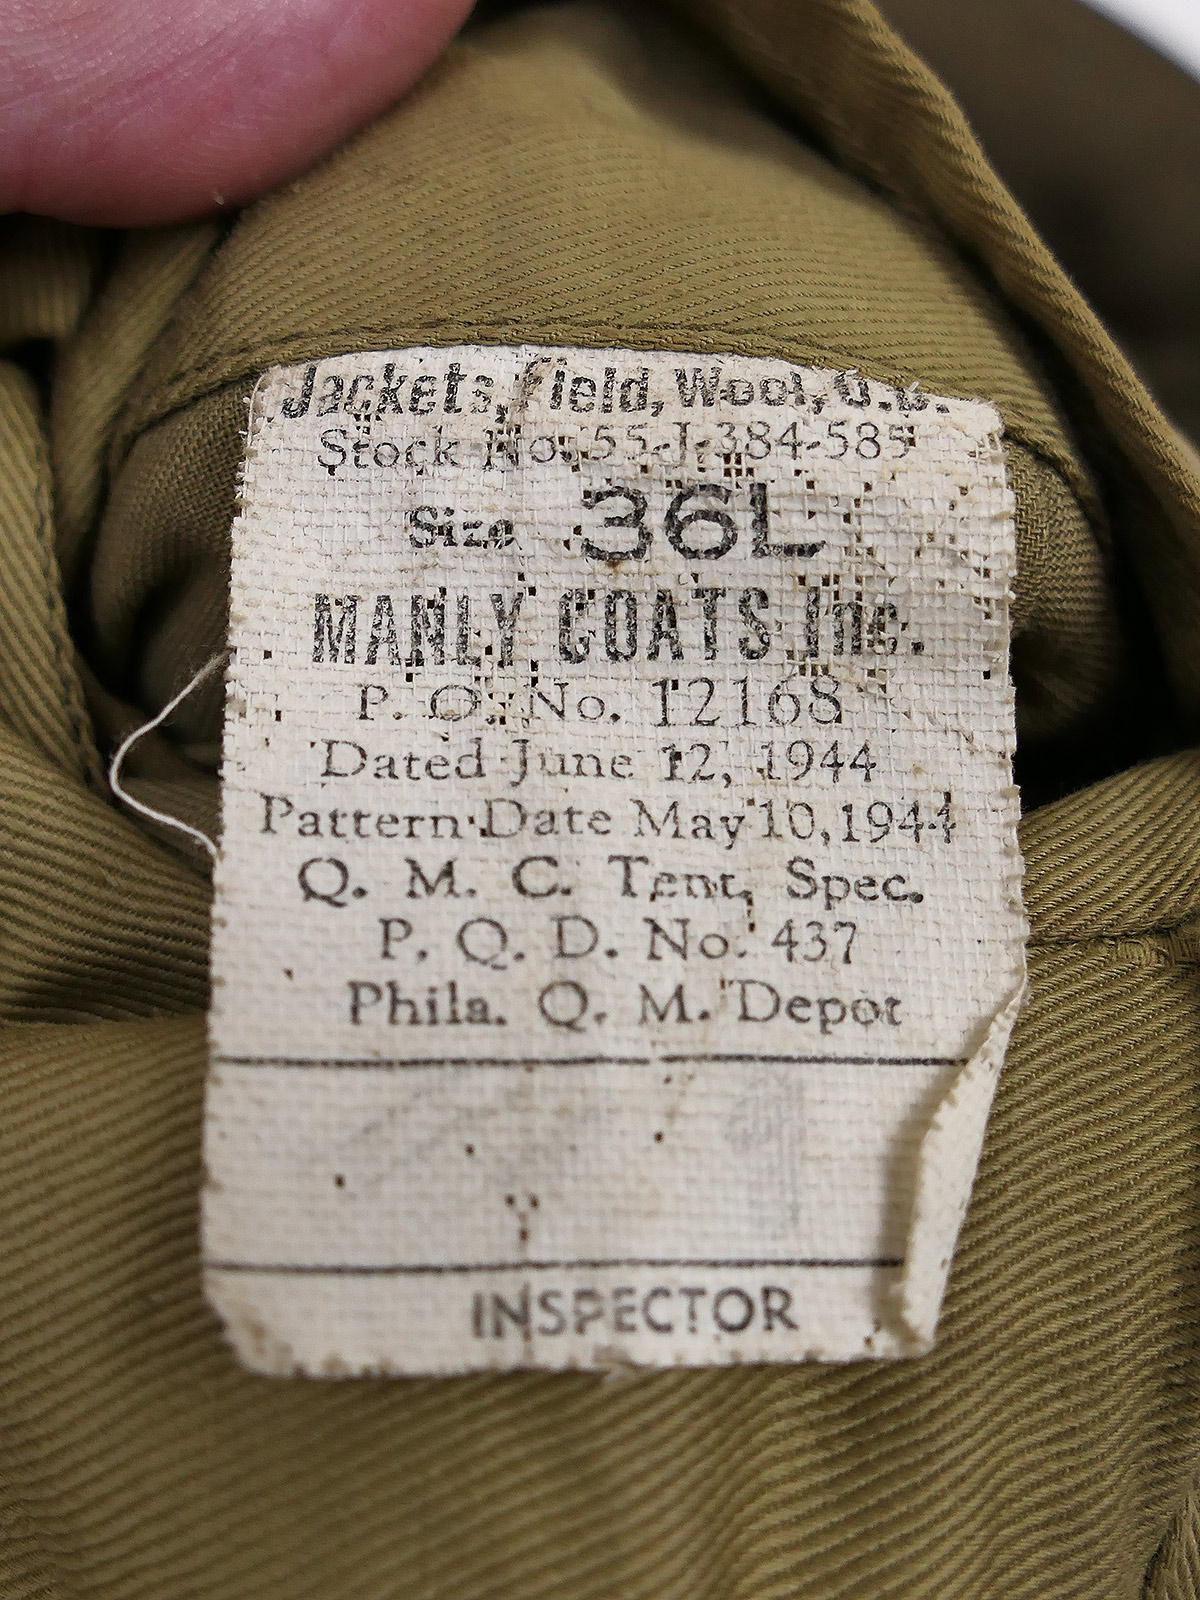 Jackets, Field, Wool, O.D.
Stock No. 55-J-384-585
Size 36L
MANLY COATS Inc.
P. O. No. 12168
Dated June 12, 1944
Pattern Date May 10, 1944
Q. M. C. Tent. Spec.
P. Q. D. No. 437
Phila. Q. M. Depot
INSPECTOR